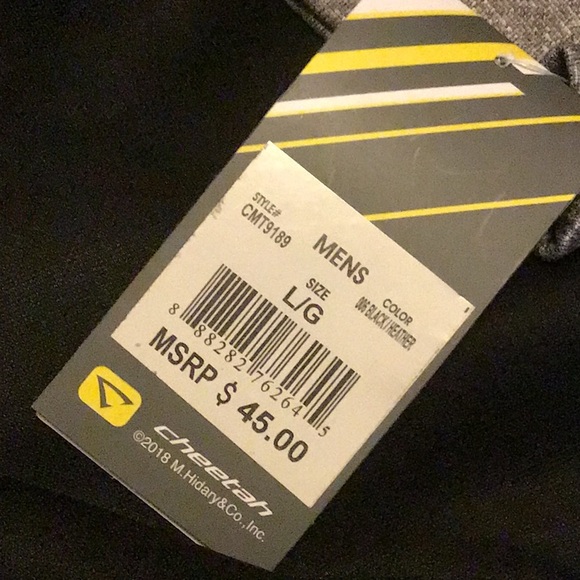 STYLE#
CMT9189
MENS
SIZE
L/G
COLOR
006 BLACK/HEATHER
8 88282 76264 5
MSRP $ 45.00
cheetah
©2018 M.Hidary&Co.,Inc.